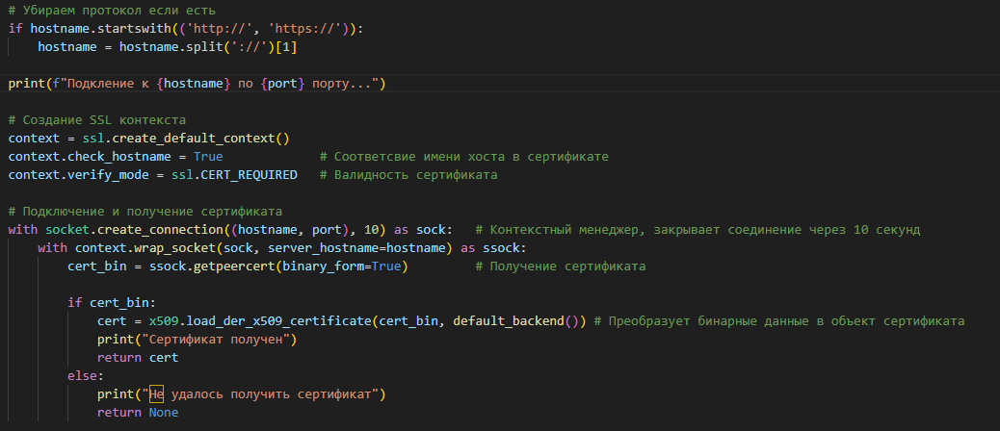 # Убираем протокол если есть
if hostname.startswith(('http://', 'https://')):
    hostname = hostname.split('://')[1]
print(f"Подкление к {hostname} по {port} порту...")
# Создание SSL контекста
context = ssl.create_default_context()
context.check_hostname = True             # Соответсвие имени хоста в сертификате
context.verify_mode = ssl.CERT_REQUIRED   # Валидность сертификата
# Подключение и получение сертификата
with socket.create_connection((hostname, port), 10) as sock:   # Контекстный менеджер, закрывает соединение через 10 секунд
    with context.wrap_socket(sock, server_hostname=hostname) as ssock:
        cert_bin = ssock.getpeercert(binary_form=True)         # Получение сертификата
        if cert_bin:
            cert = x509.load_der_x509_certificate(cert_bin, default_backend()) # Преобразует бинарные данные в объект сертификата
            print("Сертификат получен")
            return cert
        else:
            print("Не удалось получить сертификат")
            return None